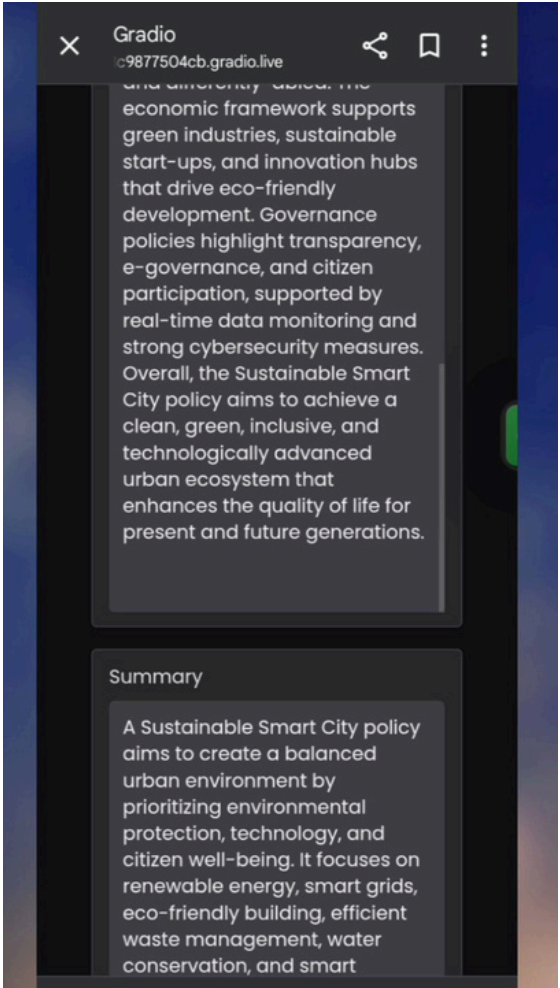 Gradio
c9877504cb.gradio.live
and differently-abled. The
economic framework supports
green industries, sustainable
start-ups, and innovation hubs
that drive eco-friendly
development. Governance
policies highlight transparency,
e-governance, and citizen
participation, supported by
real-time data monitoring and
strong cybersecurity measures.
Overall, the Sustainable Smart
City policy aims to achieve a
clean, green, inclusive, and
technologically advanced
urban ecosystem that
enhances the quality of life for
present and future generations.
Summary
A Sustainable Smart City policy
aims to create a balanced
urban environment by
prioritizing environmental
protection, technology, and
citizen well-being. It focuses on
renewable energy, smart grids,
eco-friendly building, efficient
waste management, water
conservation, and smart